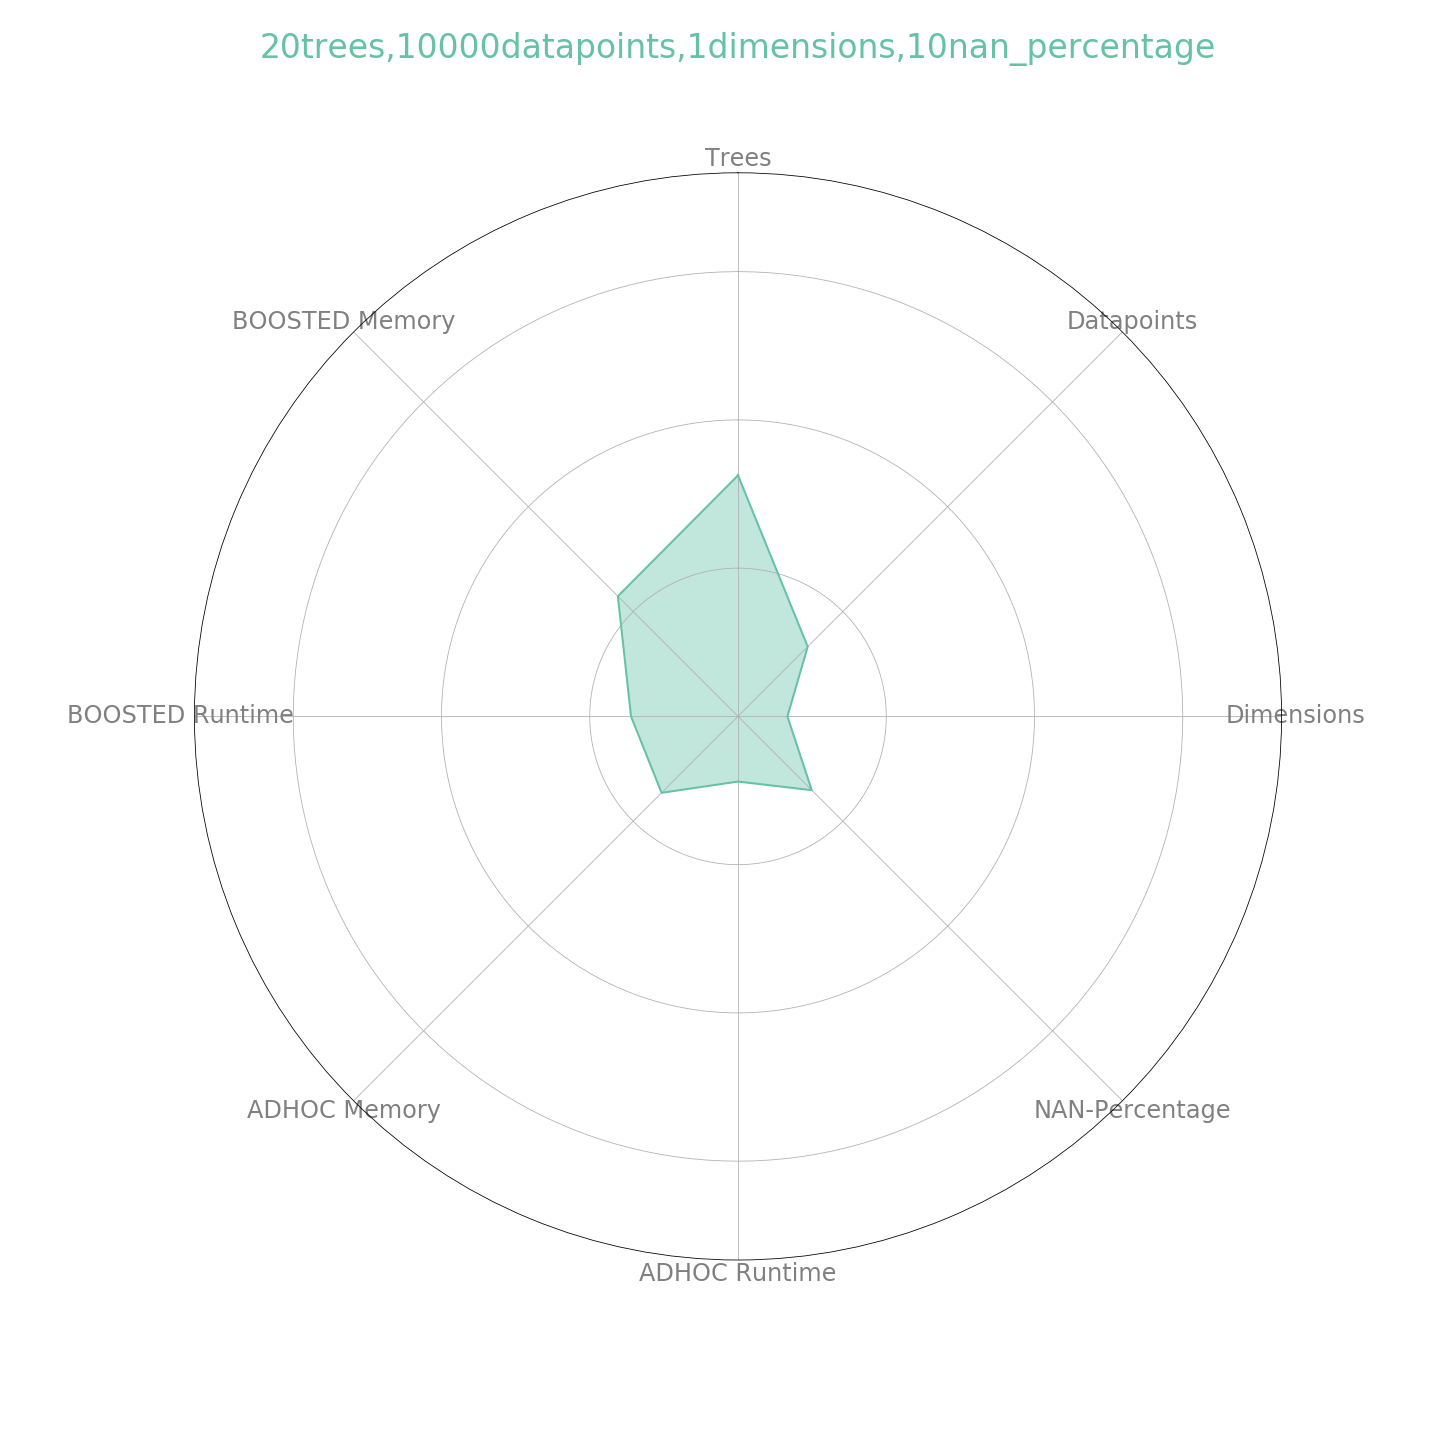 20trees,10000datapoints,1dimensions,10nan_percentage
Trees
BOOSTED Memory
Datapoints
BOOSTED Runtime
Dimensions
ADHOC Memory
NAN-Percentage
ADHOC Runtime